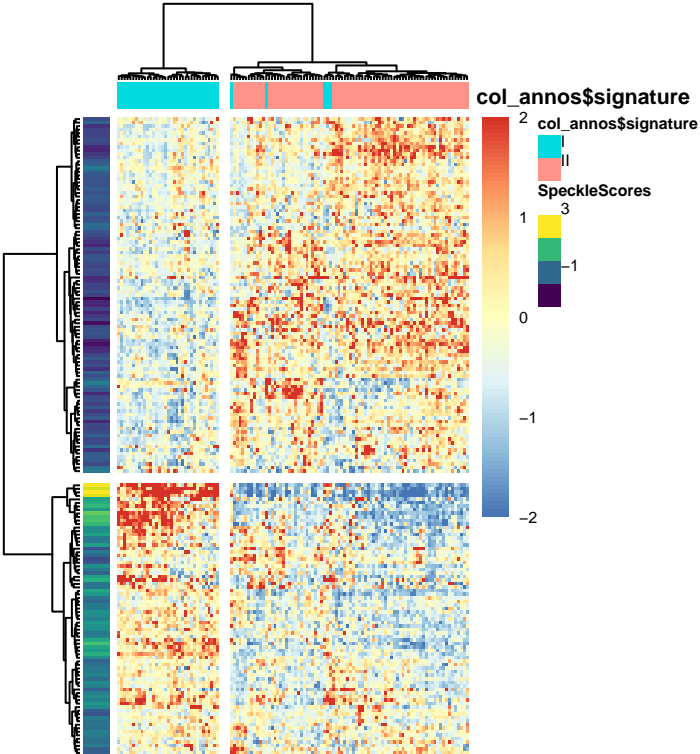 col_annos$signature
2
1
0
−1
−2
col_annos$signature
I
II
SpeckleScores
3
−1